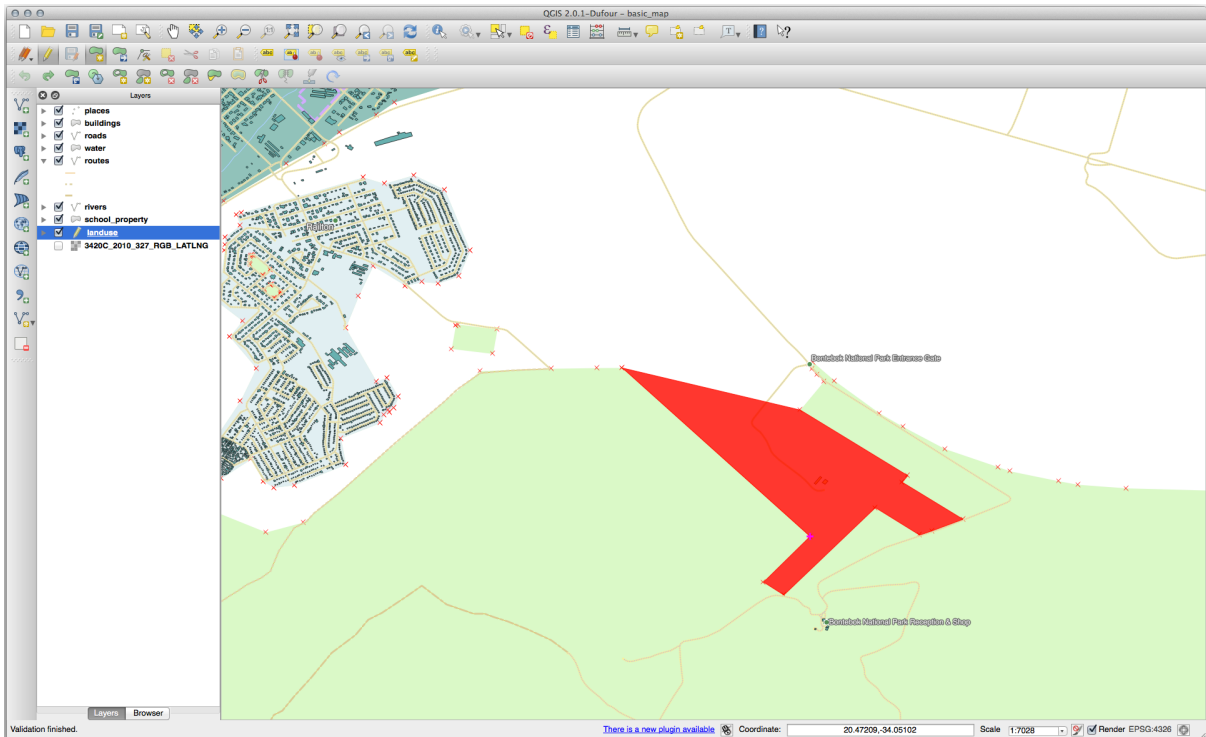 QGIS 2.0.1-Dufour - basic_map
Layers
places
buildings
roads
water
routes
rivers
school_property
landuse
3420C_2010_327_RGB_LATLNG
Railton
Bontebok National Park Entrance Gate
Bontebok National Park Reception & Shop
Layers Browser
Validation finished. There is a new plugin available Coordinate: 20.47209,-34.05102 Scale 1:7028 Render EPSG:4326